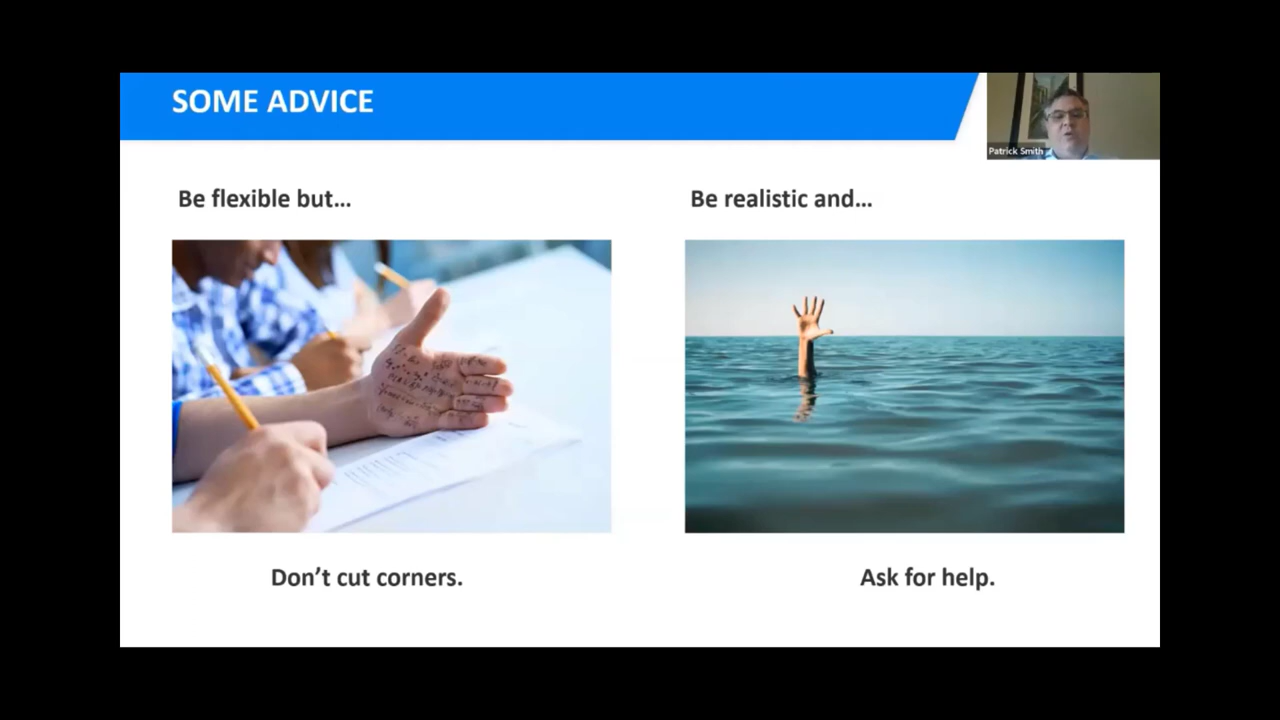 SOME ADVICE
Patrick Smith
Be flexible but...
Be realistic and...
Don't cut corners.
Ask for help.